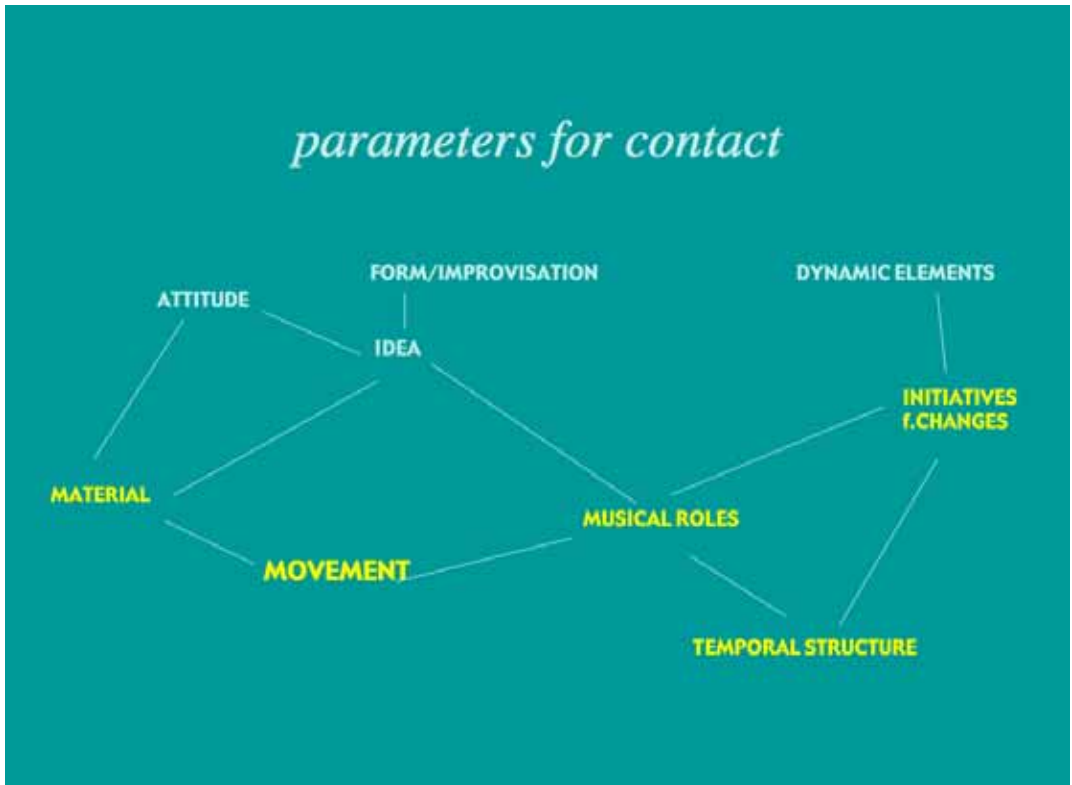 parameters for contact
FORM/IMPROVISATION
DYNAMIC ELEMENTS
ATTITUDE
IDEA
INITIATIVES
f.CHANGES
MATERIAL
MUSICAL ROLES
MOVEMENT
TEMPORAL STRUCTURE